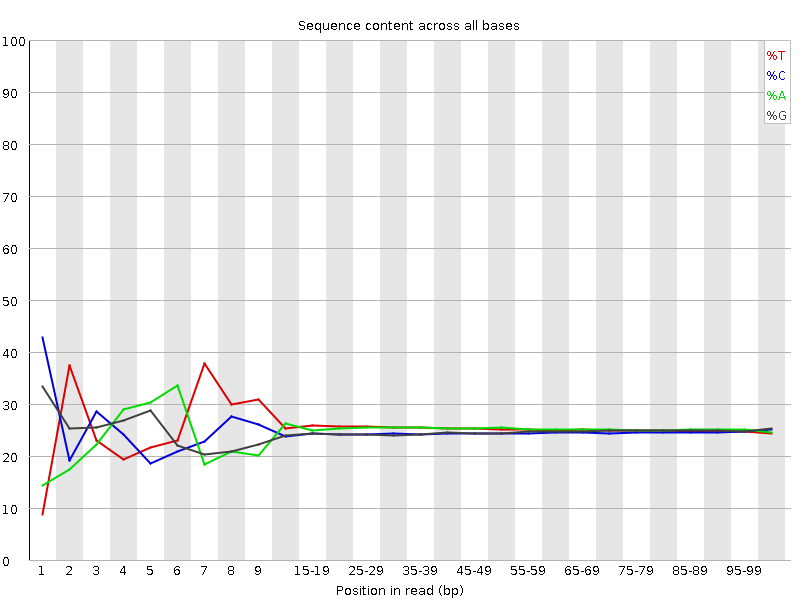 Sequence content across all bases
%T
%C
%A
%G
100
90
80
70
60
50
40
30
20
10
0
1 2 3 4 5 6 7 8 9 15-19 25-29 35-39 45-49 55-59 65-69 75-79 85-89 95-99
Position in read (bp)